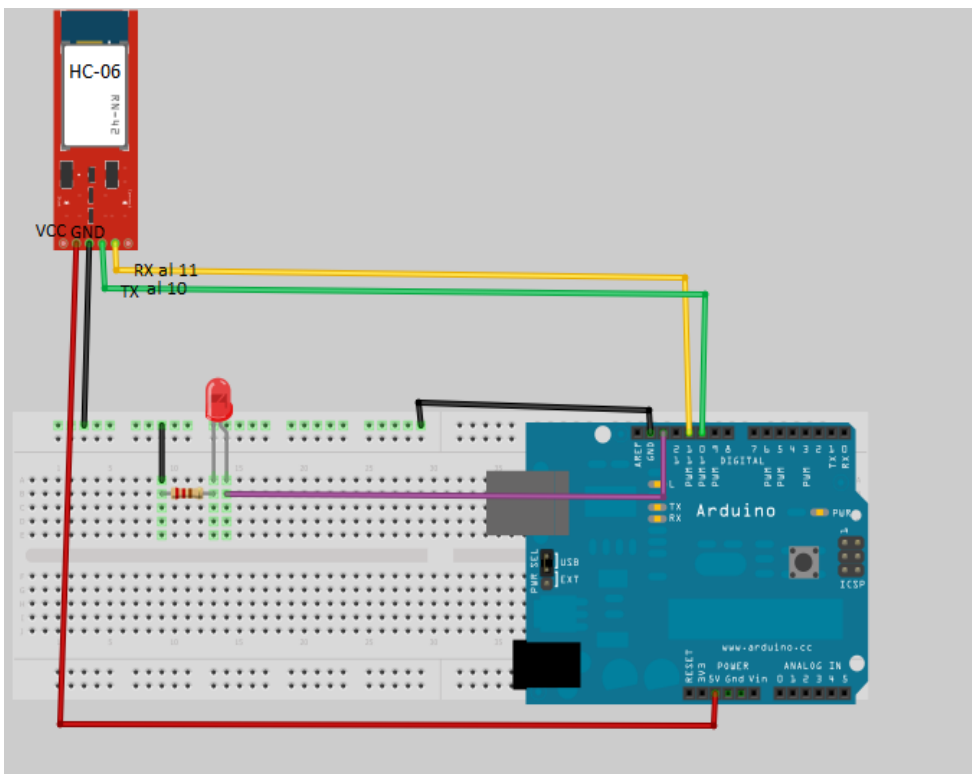 HC-06
RN-42
VCC GND
RX al 11
TX al 10
AREF
GND
13
12
11
10
9
8
7
6
5
4
3
2
1
0
PWM
PWM
PWM
PWM
PWM
PWM
TX
RX
DIGITAL
L
TX
RX
Arduino
PWR
PWR SEL
USB
EXT
1
ICSP
www.arduino.cc
POWER
ANALOG IN
RESET
3V3
5V Gnd Vin
0 1 2 3 4 5
5
10
15
20
25
30